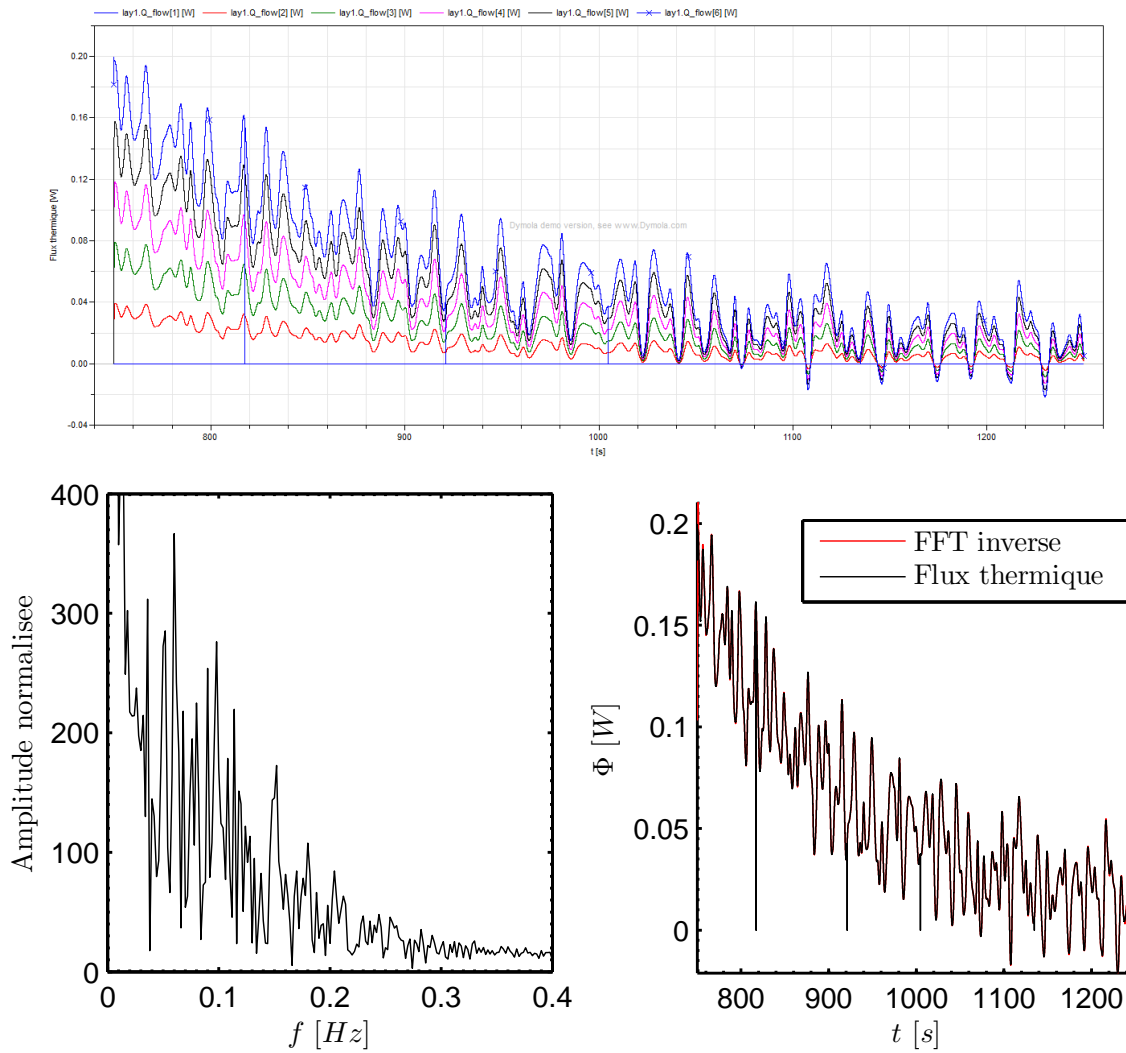 lay1.Q_flow[1] [W] lay1.Q_flow[2] [W] lay1.Q_flow[3] [W] lay1.Q_flow[4] [W] lay1.Q_flow[5] [W] lay1.Q_flow[6] [W]
0.20
0.16
0.12
0.08
0.04
0.00
-0.04
Flux thermique [W]
Dymola demo version, see www.Dymola.com
800 900 1000 1100 1200
t [s]
400
300
200
100
0
Amplitude normalisee
0 0.1 0.2 0.3 0.4
f [Hz]
0.2
0.15
0.1
0.05
0
Φ [W]
FFT inverse
Flux thermique
800 900 1000 1100 1200
t [s]